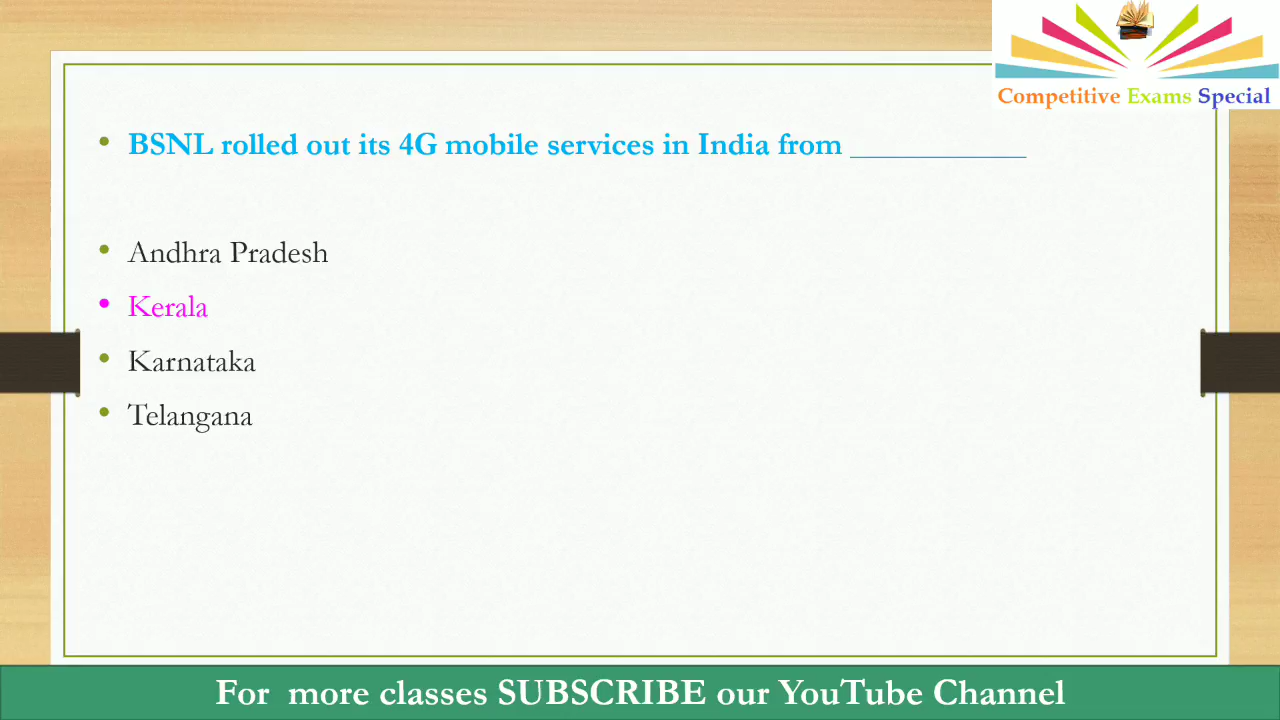 Competitive Exams Special
BSNL rolled out its 4G mobile services in India from ____________
Andhra Pradesh
Kerala
Karnataka
Telangana
For more classes SUBSCRIBE our YouTube Channel